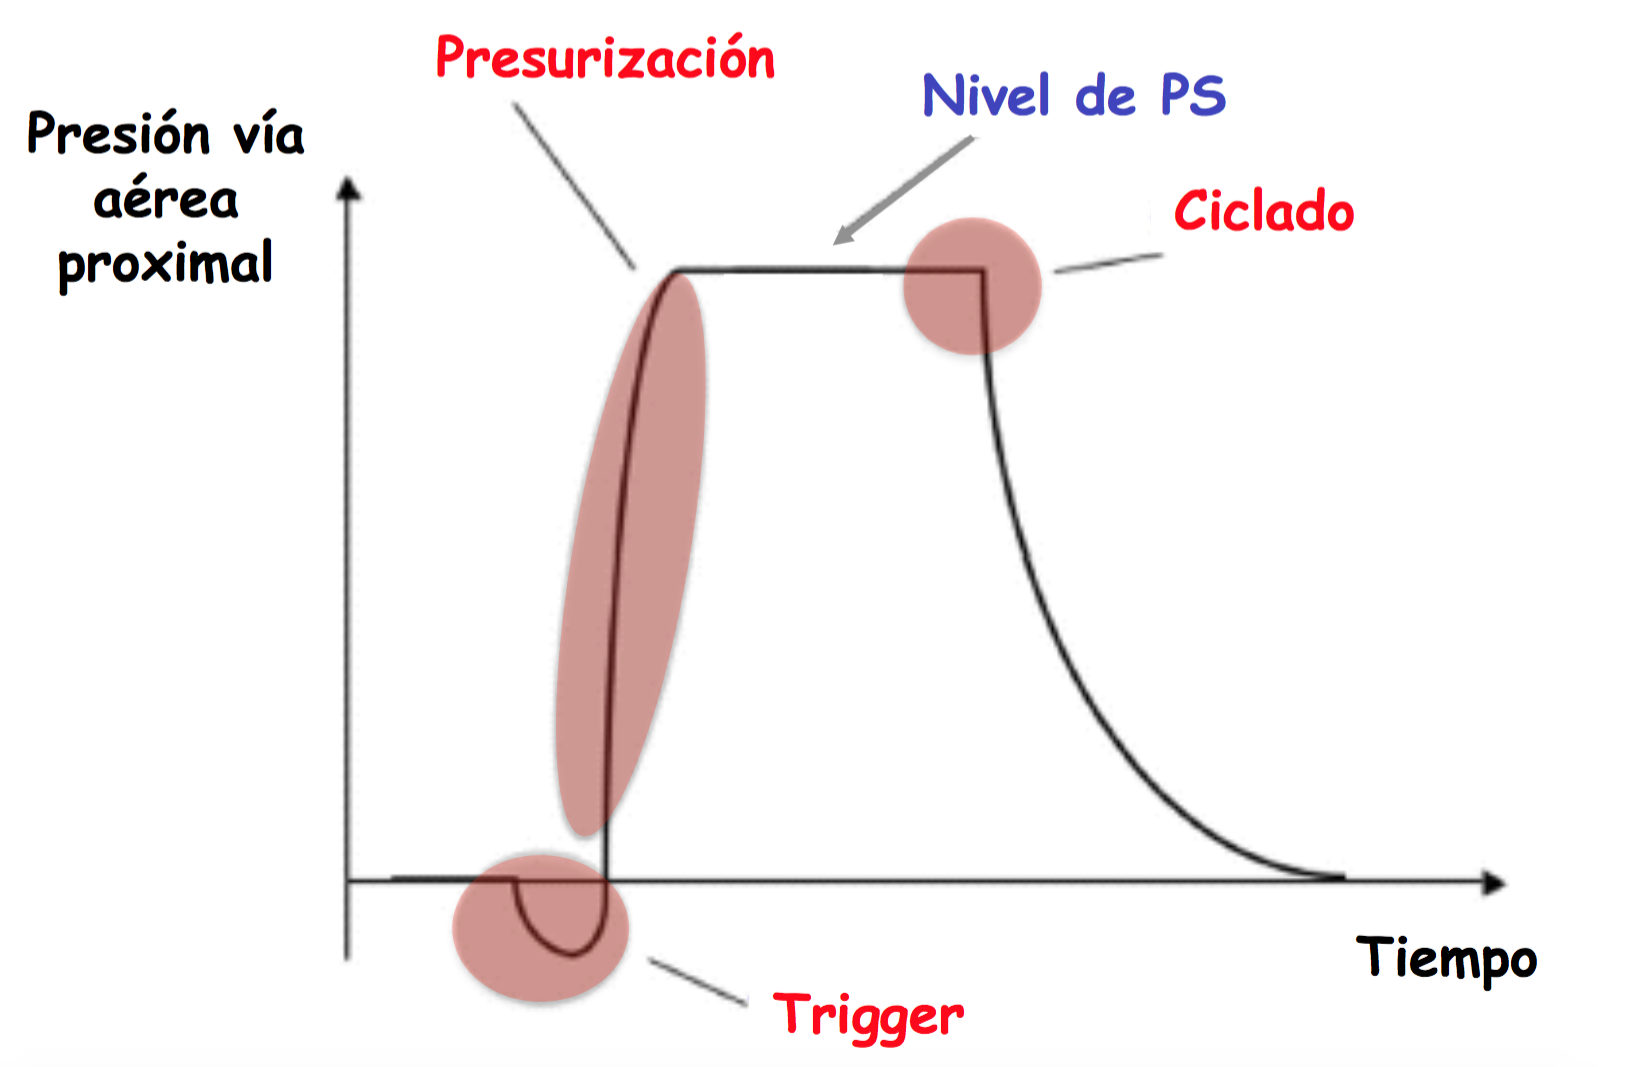 Presurización
Nivel de PS
Presión vía
aérea
proximal
Ciclado
Tiempo
Trigger